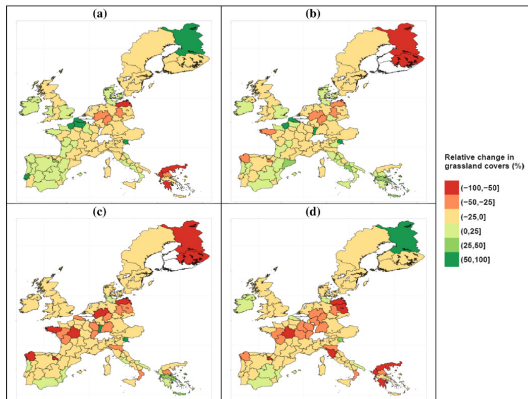 (a)
(b)
Relative change in
grassland covers (%)
(−100,−50]
(−50,−25]
(−25,0]
(0,25]
(25,50]
(50,100]
(c)
(d)